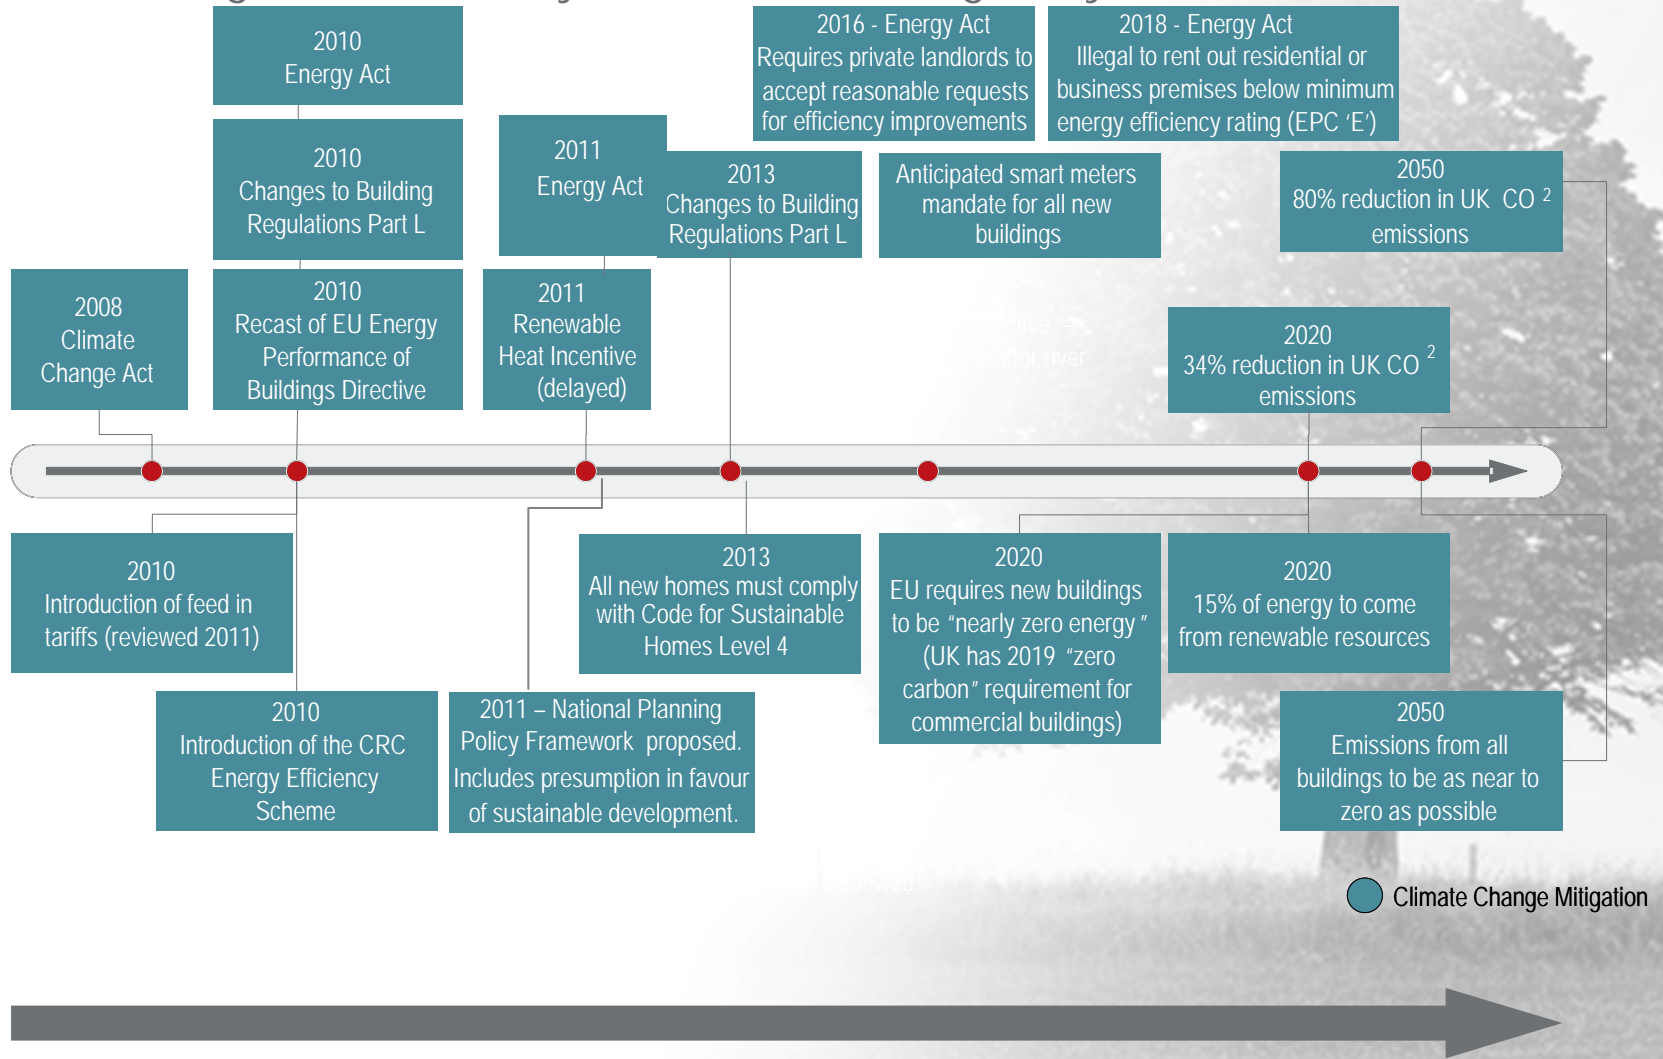 2010
Energy Act
2016 - Energy Act
Requires private landlords to
accept reasonable requests
for efficiency improvements
2018 - Energy Act
Illegal to rent out residential or
business premises below minimum
energy efficiency rating (EPC ‘E’)
2010
Changes to Building
Regulations Part L
2011
Energy Act
2013
Changes to Building
Regulations Part L
Anticipated smart meters
mandate for all new
buildings
2050
80% reduction in UK CO 2
emissions
2008
Climate
Change Act
2010
Recast of EU Energy
Performance of
Buildings Directive
2011
Renewable
Heat Incentive
(delayed)
for river
2020
34% reduction in UK CO 2
emissions
2010
Introduction of feed in
tariffs (reviewed 2011)
2013
All new homes must comply
with Code for Sustainable
Homes Level 4
2020
EU requires new buildings
to be “nearly zero energy ”
(UK has 2019 “zero
carbon” requirement for
commercial buildings)
2020
15% of energy to come
from renewable resources
2010
Introduction of the CRC
Energy Efficiency
Scheme
2011 – National Planning
Policy Framework proposed.
Includes presumption in favour
of sustainable development.
2050
Emissions from all
buildings to be as near to
zero as possible
Climate Change Mitigation